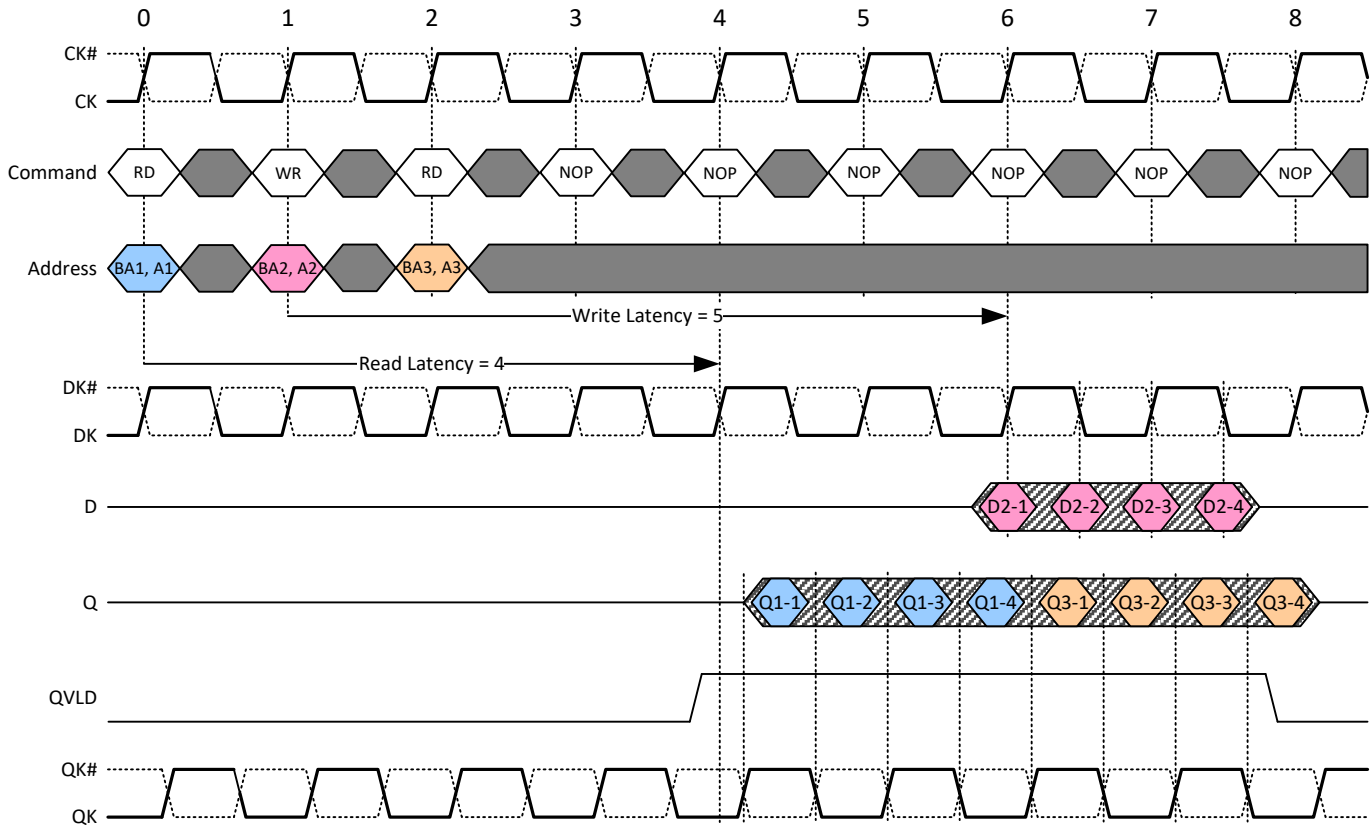 0 1 2 3 4 5 6 7 8
CK#
CK
Command RD WR RD NOP NOP NOP NOP NOP NOP
Address BA1, A1 BA2, A2 BA3, A3
Write Latency = 5
Read Latency = 4
DK#
DK
D D2-1 D2-2 D2-3 D2-4
Q Q1-1 Q1-2 Q1-3 Q1-4 Q3-1 Q3-2 Q3-3 Q3-4
QVLD
QK#
QK